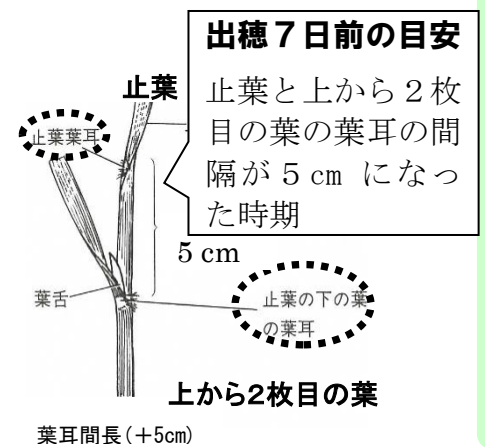 出穂７日前の目安
止葉と上から２枚
目の葉の葉耳の間
隔が５㎝ になっ
た時期
止葉
止葉葉耳
5 cm
葉舌
止葉の下の葉
の葉耳
上から2枚目の葉
葉耳間長(＋5cm)